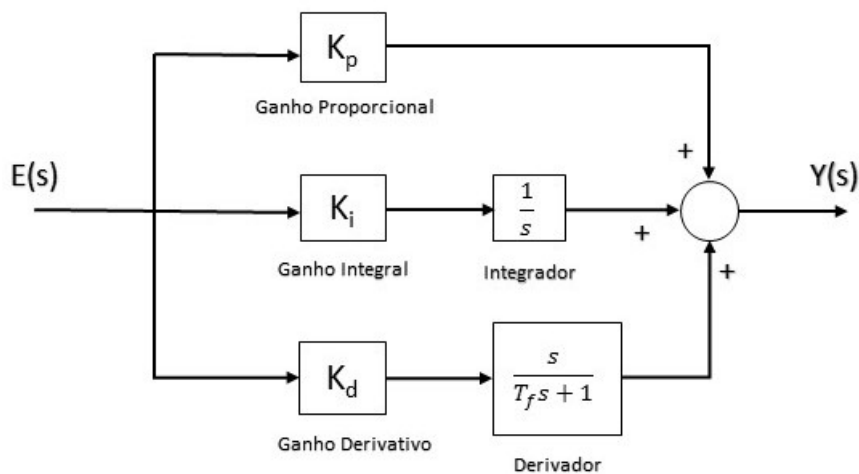 K_p
Ganho Proporcional
+
E(s)
Y(s)
K_i
1/s
+
Ganho Integral
Integrador
+
K_d
s/(T_f s + 1)
Ganho Derivativo
Derivador